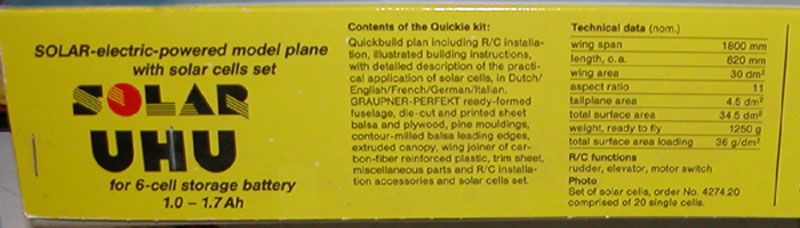 SOLAR-electric-powered model plane
with solar cells set
SOLAR
UHU
for 6-cell storage battery
1.0 – 1.7 Ah
Contents of the Quickie kit:
Quickbuild plan including R/C installa-
tion, illustrated building instructions,
with detailed description of the practi-
cal application of solar cells, in Dutch/
English/French/German/Italian.
GRAUPNER-PERFEKT ready-formed
fuselage, die-cut and printed sheet
balsa and plywood, pine mouldings,
contour-milled balsa leading edges,
extruded canopy, wing joiner of car-
bon-fiber reinforced plastic, trim sheet,
miscellaneous parts and R/C installa-
tion accessories and solar cells set.
Technical data (nom.)
wing span 1800 mm
length, o.a. 820 mm
wing area 30 dm²
aspect ratio 11
tailplane area 4.5 dm²
total surface area 34.5 dm²
weight, ready to fly 1250 g
total surface area loading 36 g/dm²
R/C functions
rudder, elevator, motor switch
Photo
Set of solar cells, order No. 4274.20
comprised of 20 single cells.